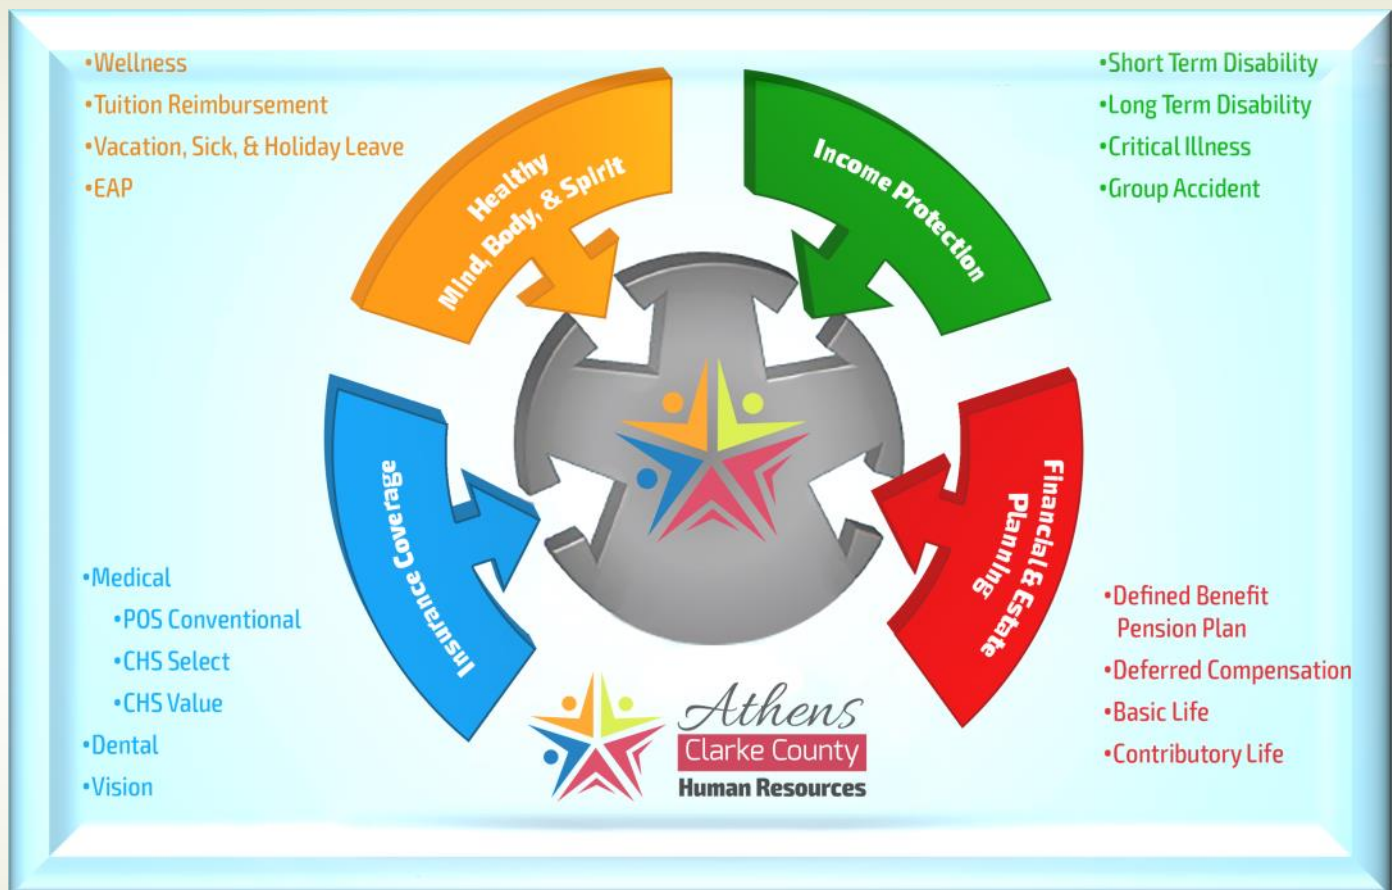 •Wellness
•Tuition Reimbursement
•Vacation, Sick, & Holiday Leave
•EAP
Healthy
Mind, Body, & Spirit
Income Protection
•Short Term Disability
•Long Term Disability
•Critical Illness
•Group Accident
Insurance Coverage
•Medical
•POS Conventional
•CHS Select
•CHS Value
•Dental
•Vision
Financial & Estate
Planning
•Defined Benefit
Pension Plan
•Deferred Compensation
•Basic Life
•Contributory Life
Athens
Clarke County
Human Resources